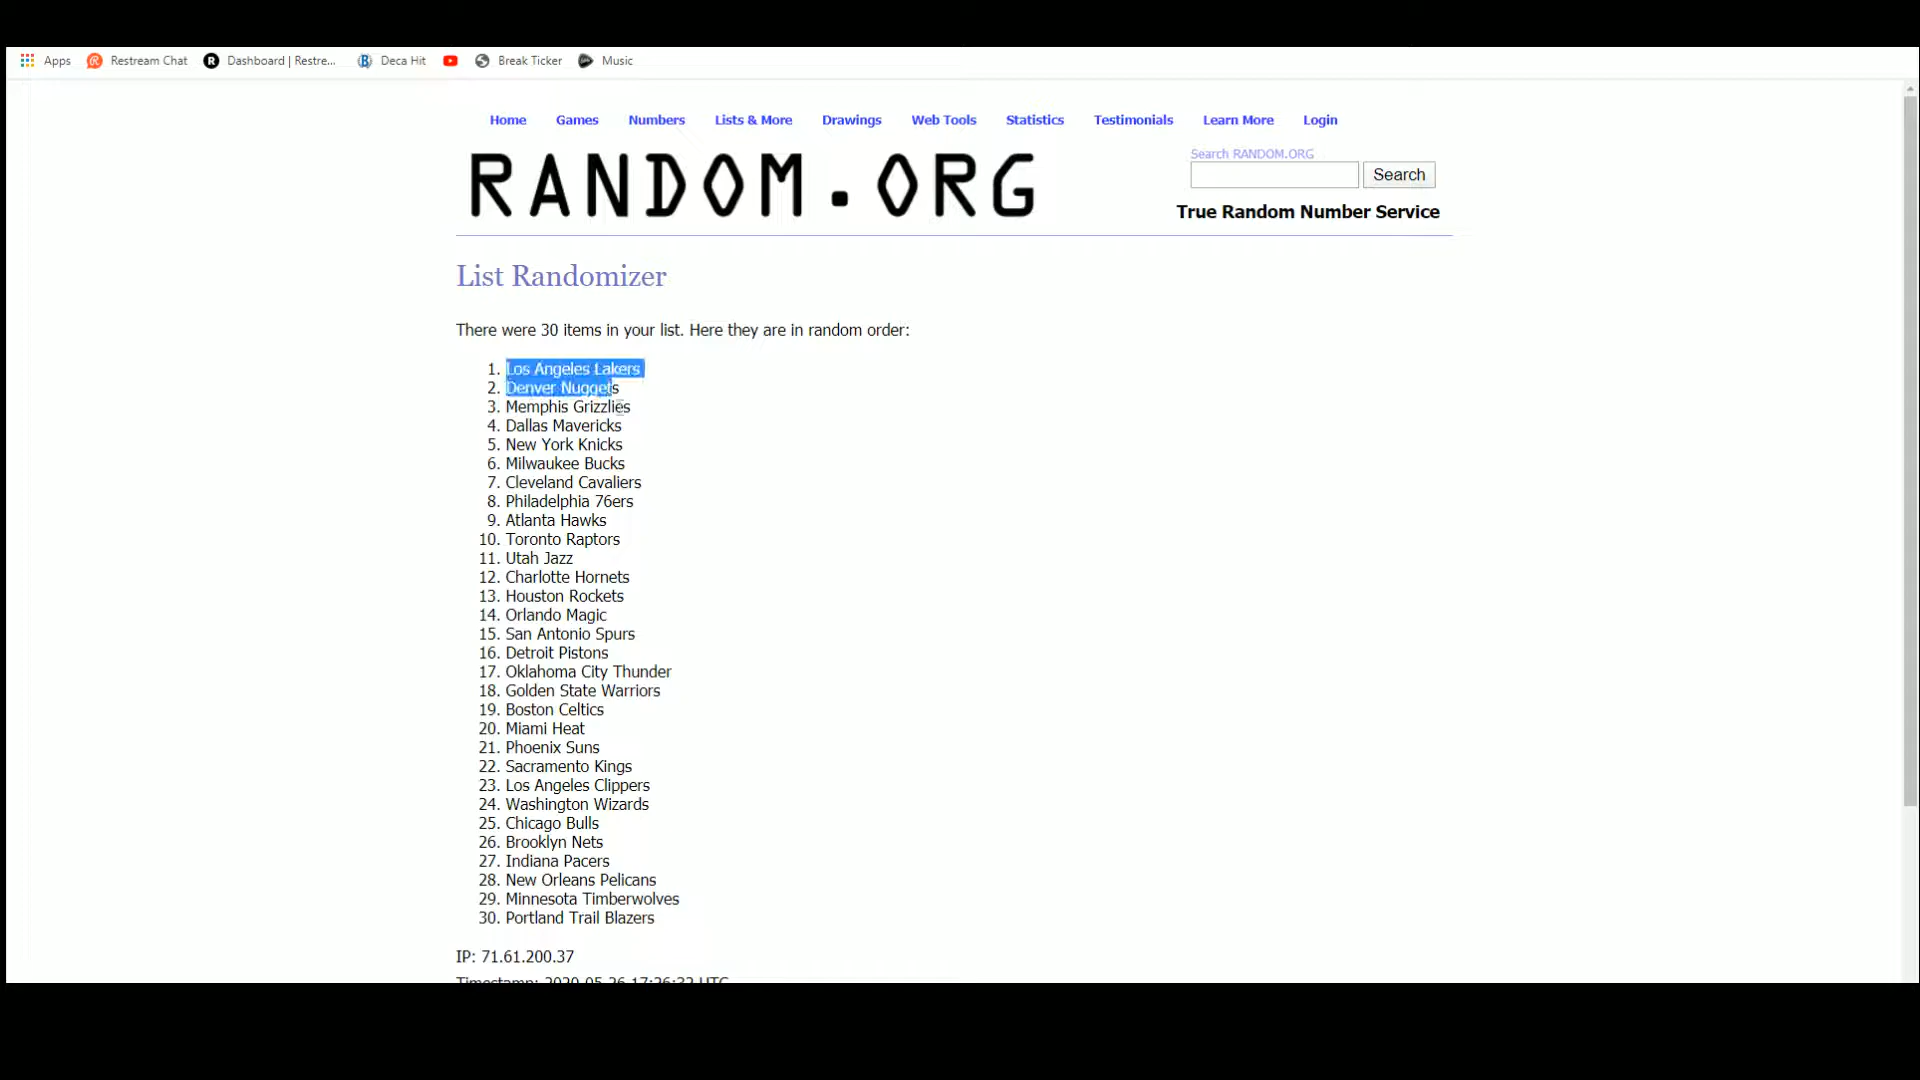 Apps Restream Chat Dashboard | Restre... Deca Hit Break Ticker Music
Home Games Numbers Lists & More Drawings Web Tools Statistics Testimonials Learn More Login
RANDOM.ORG
Search RANDOM.ORG
Search
True Random Number Service
List Randomizer
There were 30 items in your list. Here they are in random order:
1. Los Angeles Lakers
2. Denver Nuggets
3. Memphis Grizzlies
4. Dallas Mavericks
5. New York Knicks
6. Milwaukee Bucks
7. Cleveland Cavaliers
8. Philadelphia 76ers
9. Atlanta Hawks
10. Toronto Raptors
11. Utah Jazz
12. Charlotte Hornets
13. Houston Rockets
14. Orlando Magic
15. San Antonio Spurs
16. Detroit Pistons
17. Oklahoma City Thunder
18. Golden State Warriors
19. Boston Celtics
20. Miami Heat
21. Phoenix Suns
22. Sacramento Kings
23. Los Angeles Clippers
24. Washington Wizards
25. Chicago Bulls
26. Brooklyn Nets
27. Indiana Pacers
28. New Orleans Pelicans
29. Minnesota Timberwolves
30. Portland Trail Blazers
IP: 71.61.200.37
Timestamp: 2020-05-26